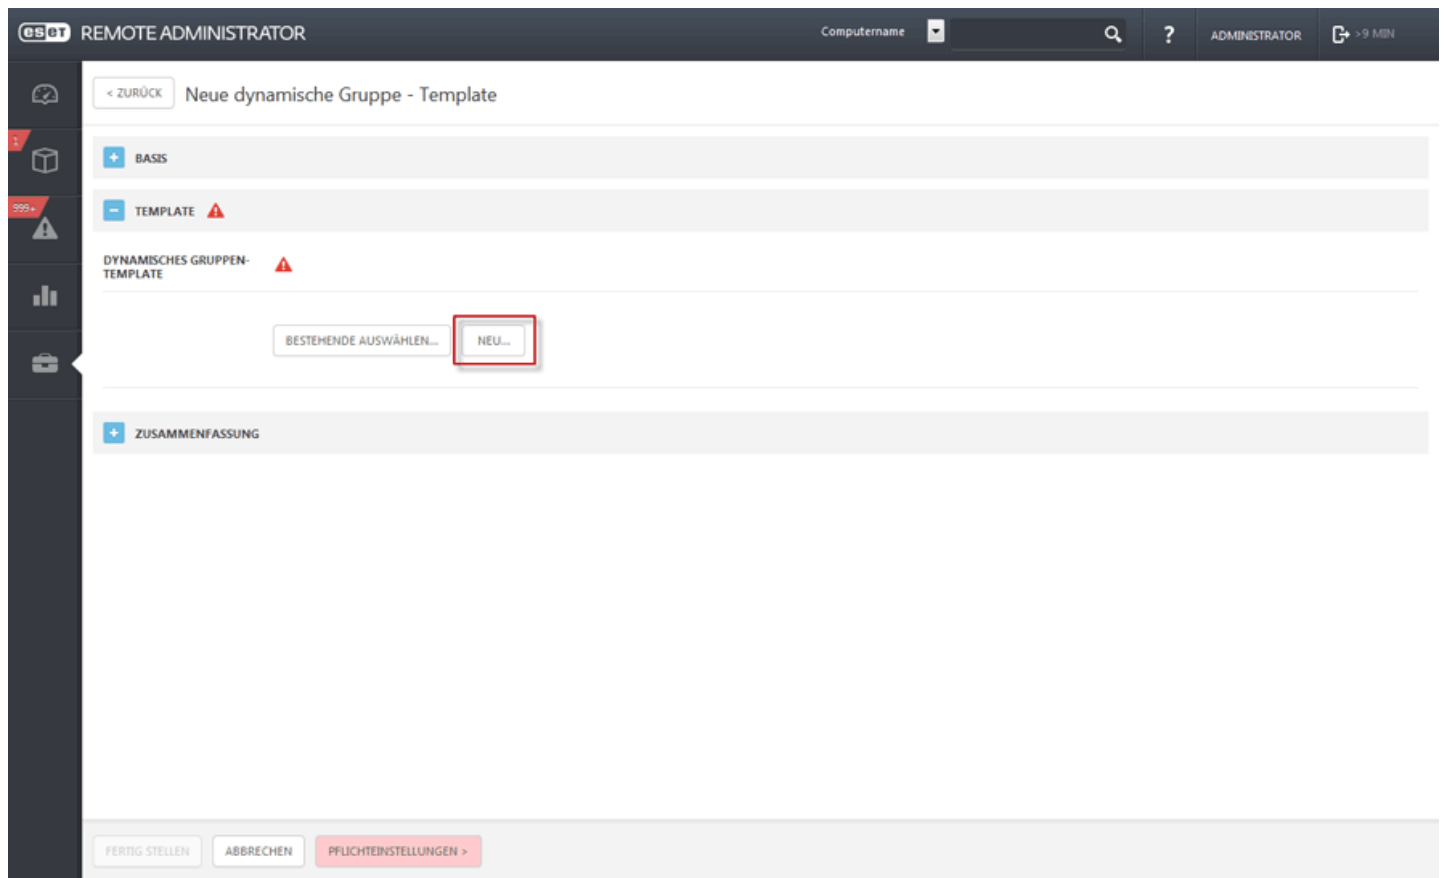 eset REMOTE ADMINISTRATOR
Computername
?
ADMINISTRATOR
>9 MIN
< ZURÜCK
Neue dynamische Gruppe - Template
1
BASIS
999+
TEMPLATE
DYNAMISCHES GRUPPEN-
TEMPLATE
BESTEHENDE AUSWÄHLEN...
NEU...
ZUSAMMENFASSUNG
FERTIG STELLEN
ABBRECHEN
PFLICHTEINSTELLUNGEN >